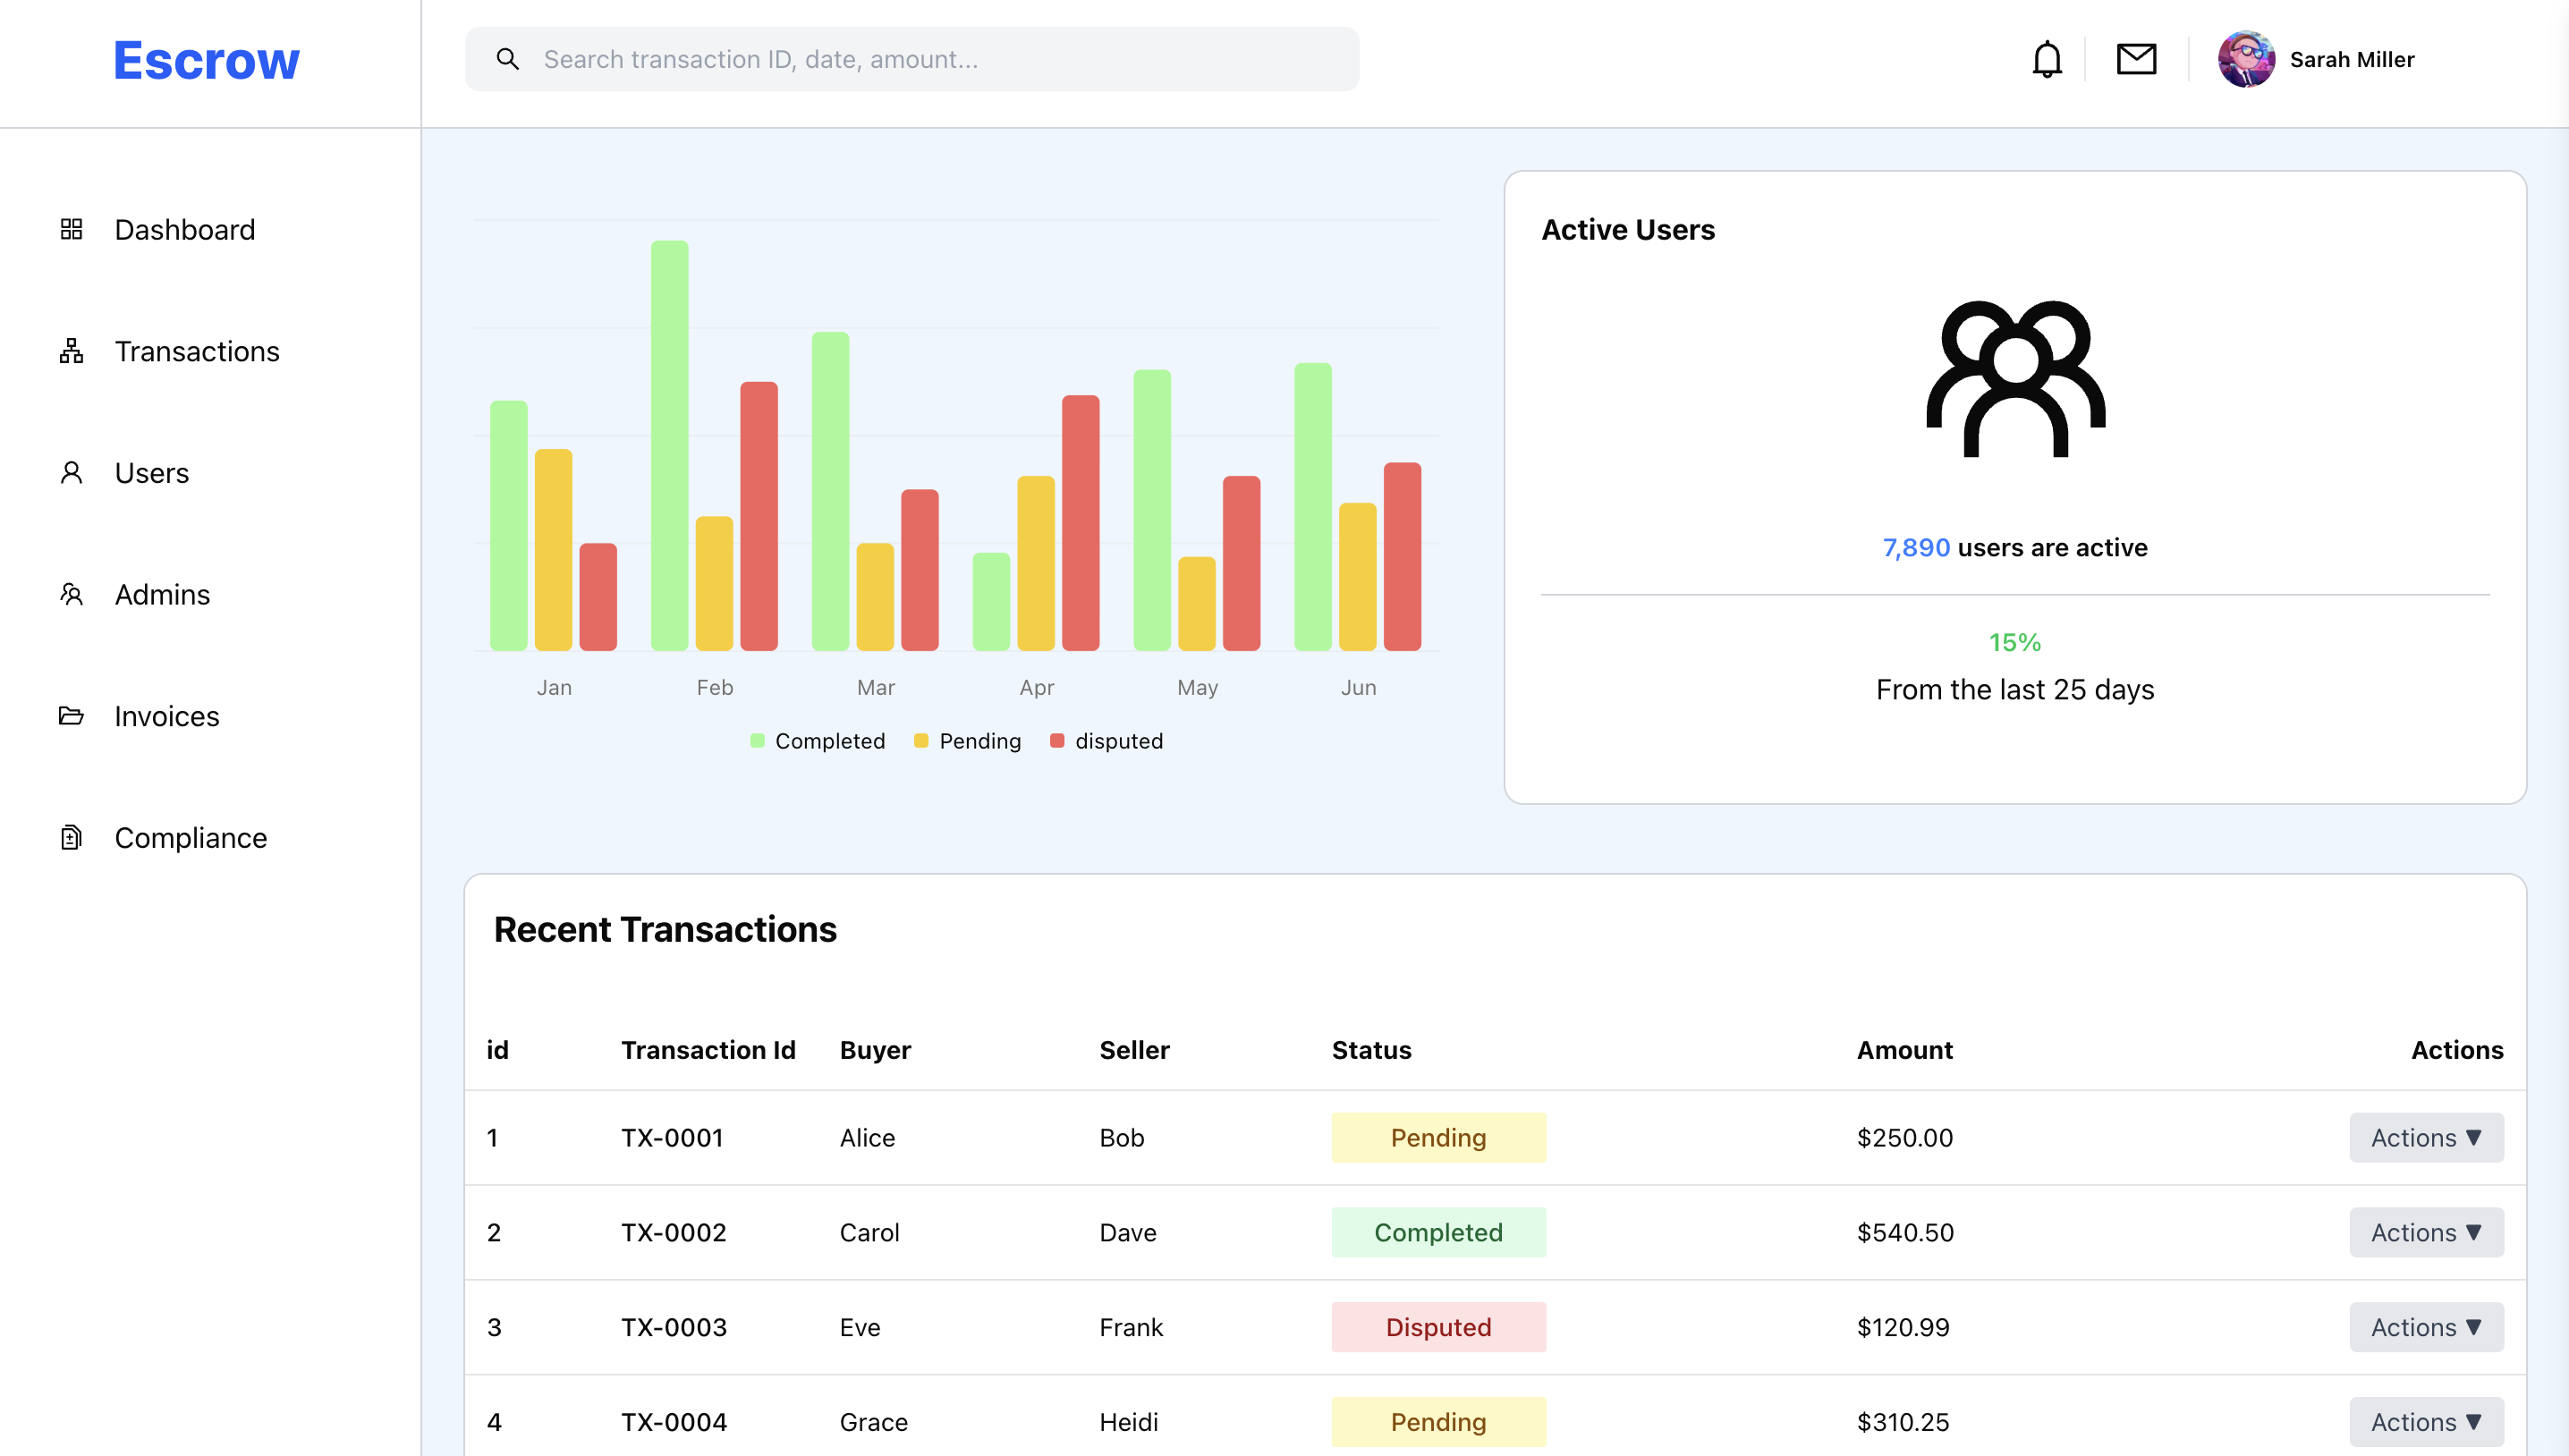 Escrow
Search transaction ID, date, amount...
Sarah Miller
Dashboard
Transactions
Users
Admins
Invoices
Compliance
Jan Feb Mar Apr May Jun
Completed Pending disputed
Active Users
7,890 users are active
15%
From the last 25 days
Recent Transactions
id Transaction Id Buyer Seller Status Amount Actions
1 TX-0001 Alice Bob Pending $250.00 Actions ▼
2 TX-0002 Carol Dave Completed $540.50 Actions ▼
3 TX-0003 Eve Frank Disputed $120.99 Actions ▼
4 TX-0004 Grace Heidi Pending $310.25 Actions ▼